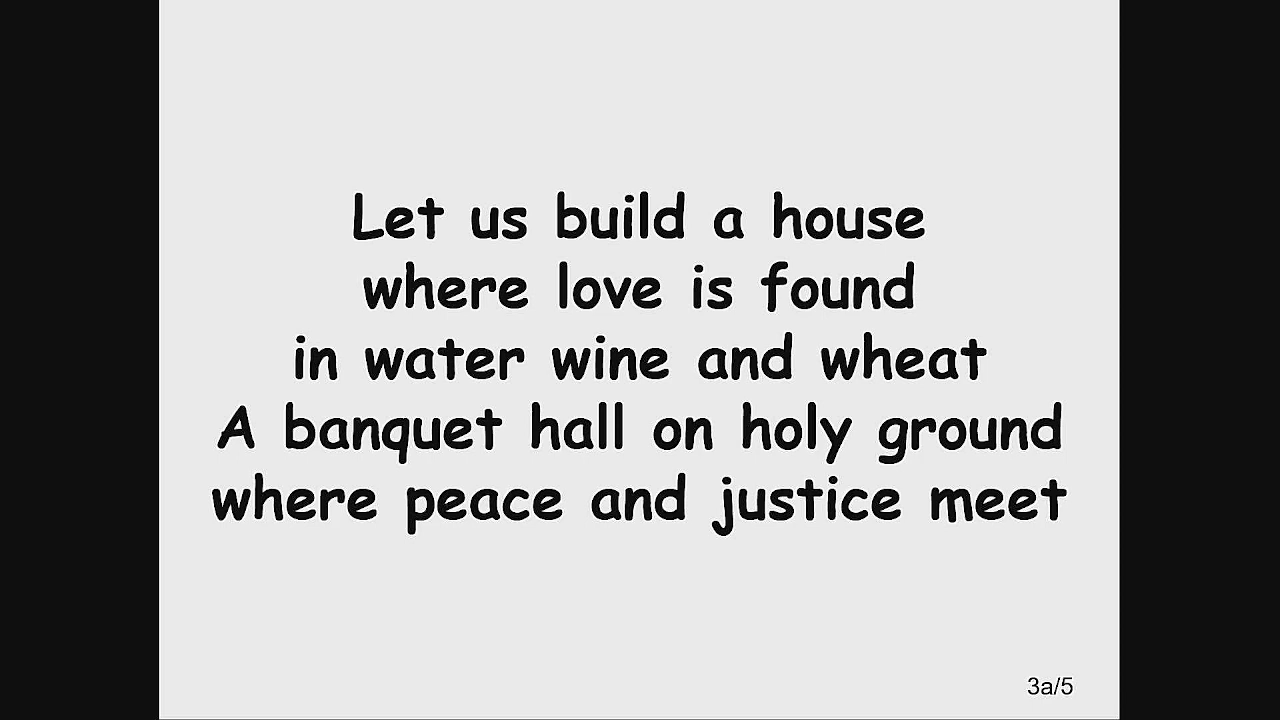 Let us build a house
where love is found
in water wine and wheat
A banquet hall on holy ground
where peace and justice meet
3a/5